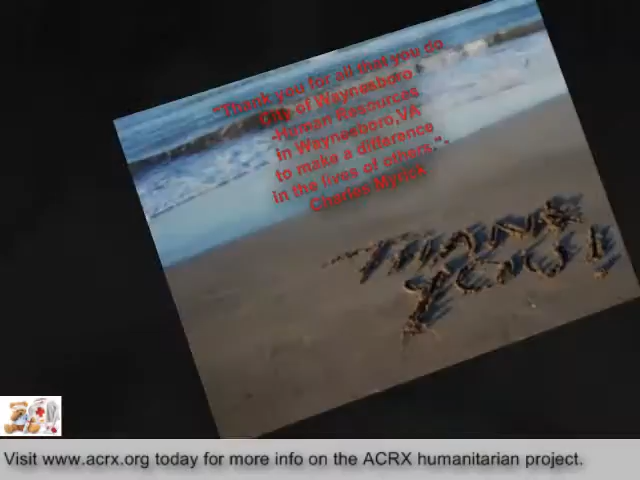 "Thank you for all that you do
City of Waynesboro
-Human Resources
in Waynesboro,VA
to make a difference
in the lives of others.".
Charles Myrick
THANK
YOU!
Visit www.acrx.org today for more info on the ACRX humanitarian project.